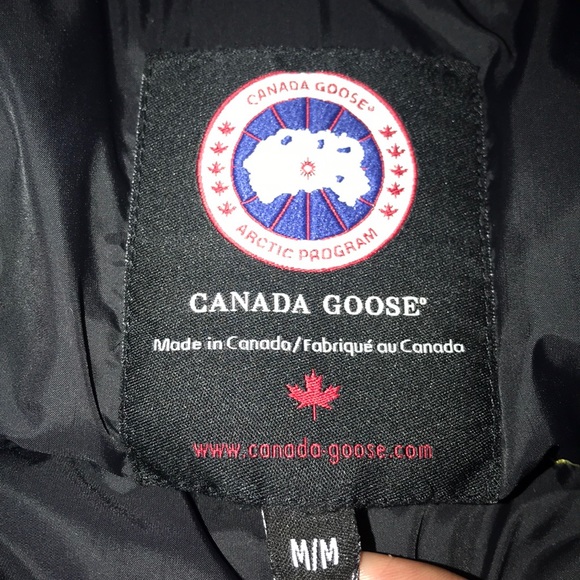 CANADA GOOSE®
ARCTIC PROGRAM
CANADA GOOSE®
Made in Canada/Fabriqué au Canada
www.canada-goose.com
M/M